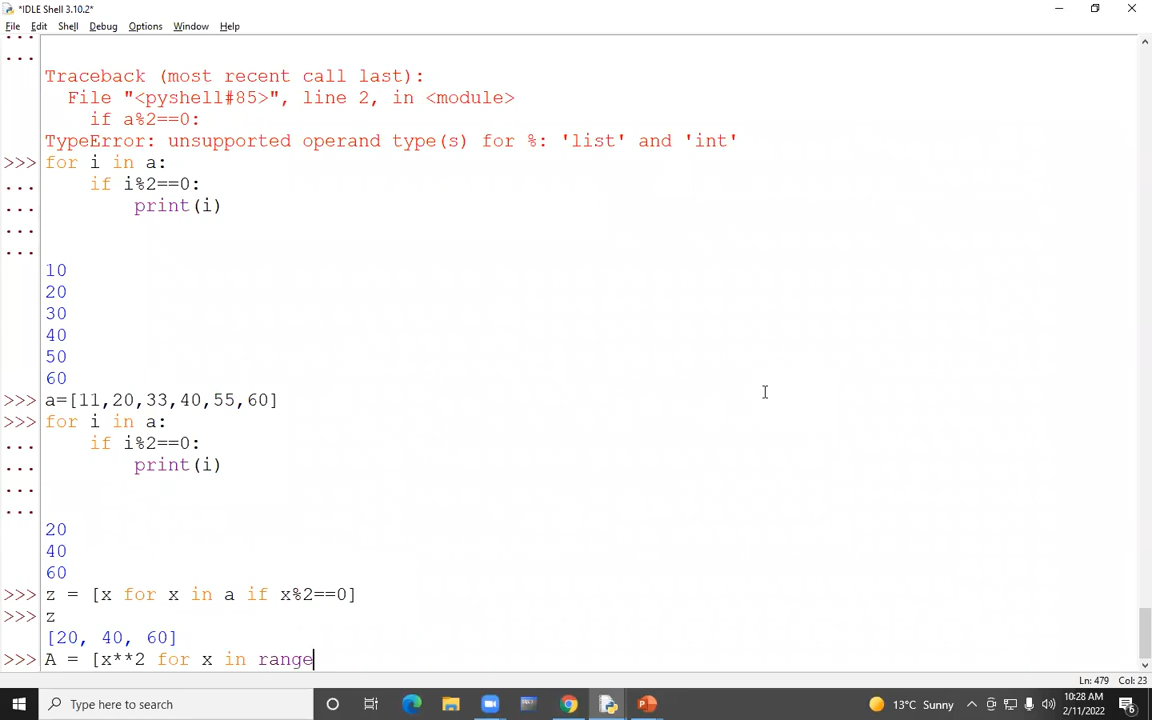 *IDLE Shell 3.10.2*
File Edit Shell Debug Options Window Help
...
...
Traceback (most recent call last):
  File "<pyshell#85>", line 2, in <module>
    if a%2==0:
TypeError: unsupported operand type(s) for %: 'list' and 'int'
>>> for i in a:
...     if i%2==0:
...         print(i)
...
...
10
20
30
40
50
60
>>> a=[11,20,33,40,55,60]
>>> for i in a:
...     if i%2==0:
...         print(i)
...
...
20
40
60
>>> z = [x for x in a if x%2==0]
>>> z
[20, 40, 60]
>>> A = [x**2 for x in range
Ln: 479 Col: 23
Type here to search
13°C Sunny
10:28 AM
2/11/2022
6